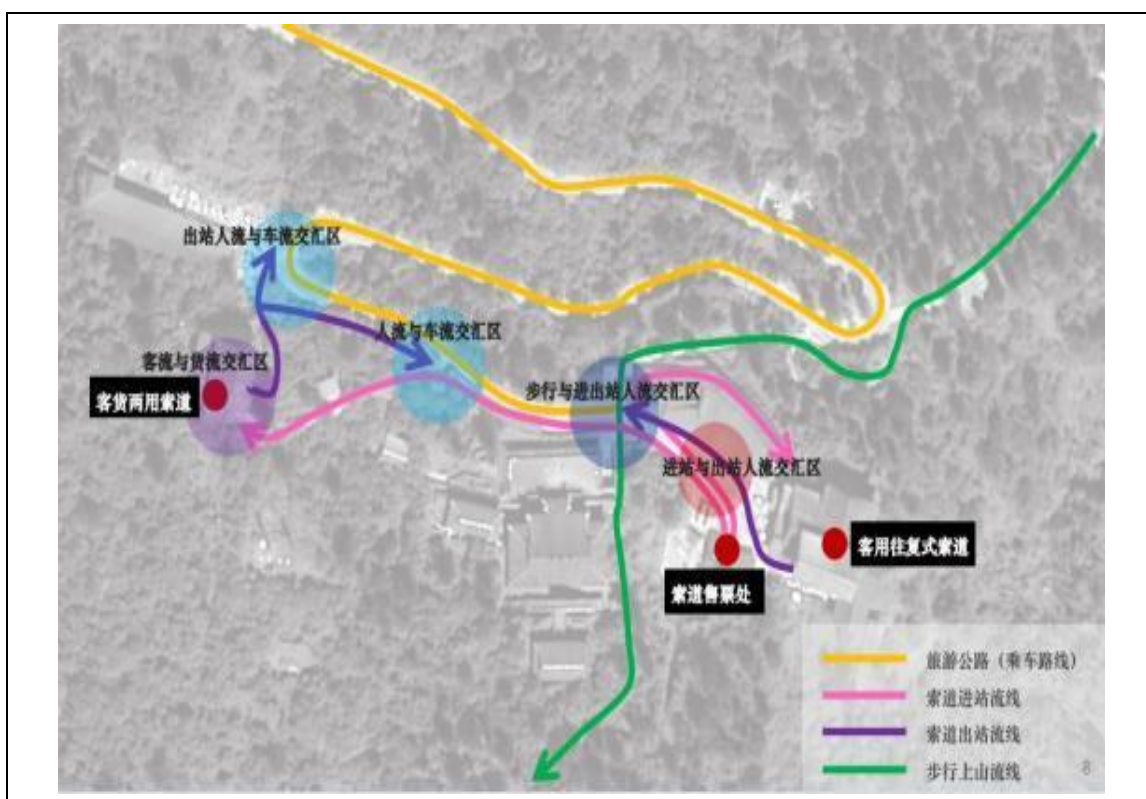 出站人流与车流交汇区
人流与车流交汇区
客流与货流交汇区
客货两用索道
步行与进出站人流交汇区
进站与出站人流交汇区
客用往复式索道
索道售票处
旅游公路（乘车路线）
索道进站流线
索道出站流线
步行上山流线
8